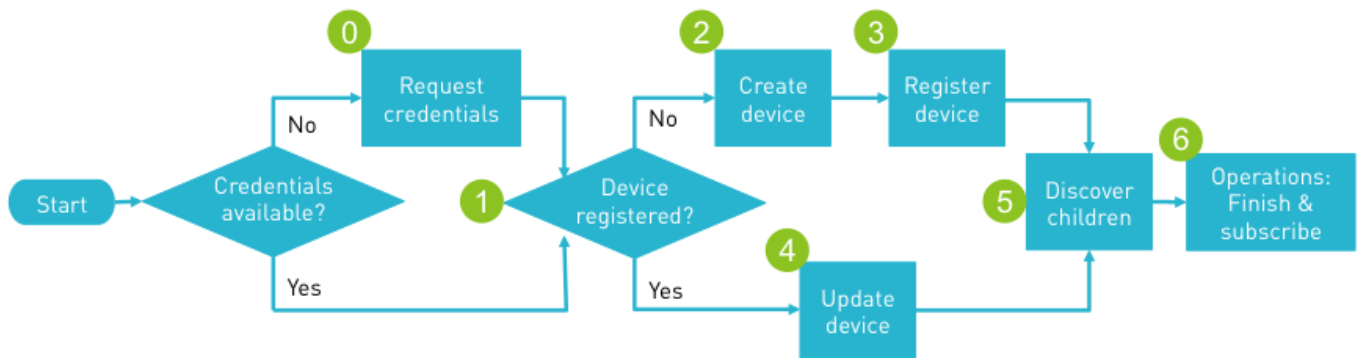 Start
Credentials
available?
No
Yes
0
Request
credentials
1
Device
registered?
No
Yes
2
Create
device
3
Register
device
4
Update
device
5
Discover
children
6
Operations:
Finish &
subscribe